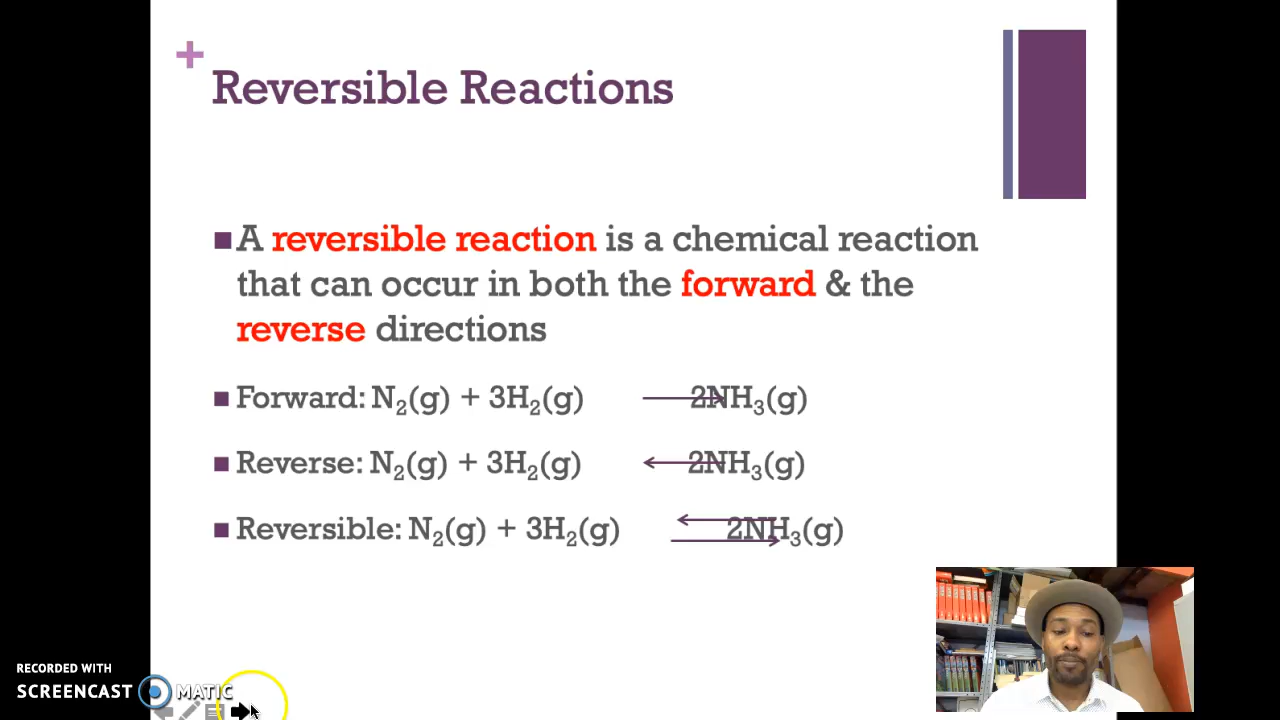 +
Reversible Reactions
■ A reversible reaction is a chemical reaction
that can occur in both the forward & the
reverse directions
■ Forward: N₂(g) + 3H₂(g) → 2NH₃(g)
■ Reverse: N₂(g) + 3H₂(g) ← 2NH₃(g)
■ Reversible: N₂(g) + 3H₂(g) ⇆ 2NH₃(g)
RECORDED WITH
SCREENCAST MATIC